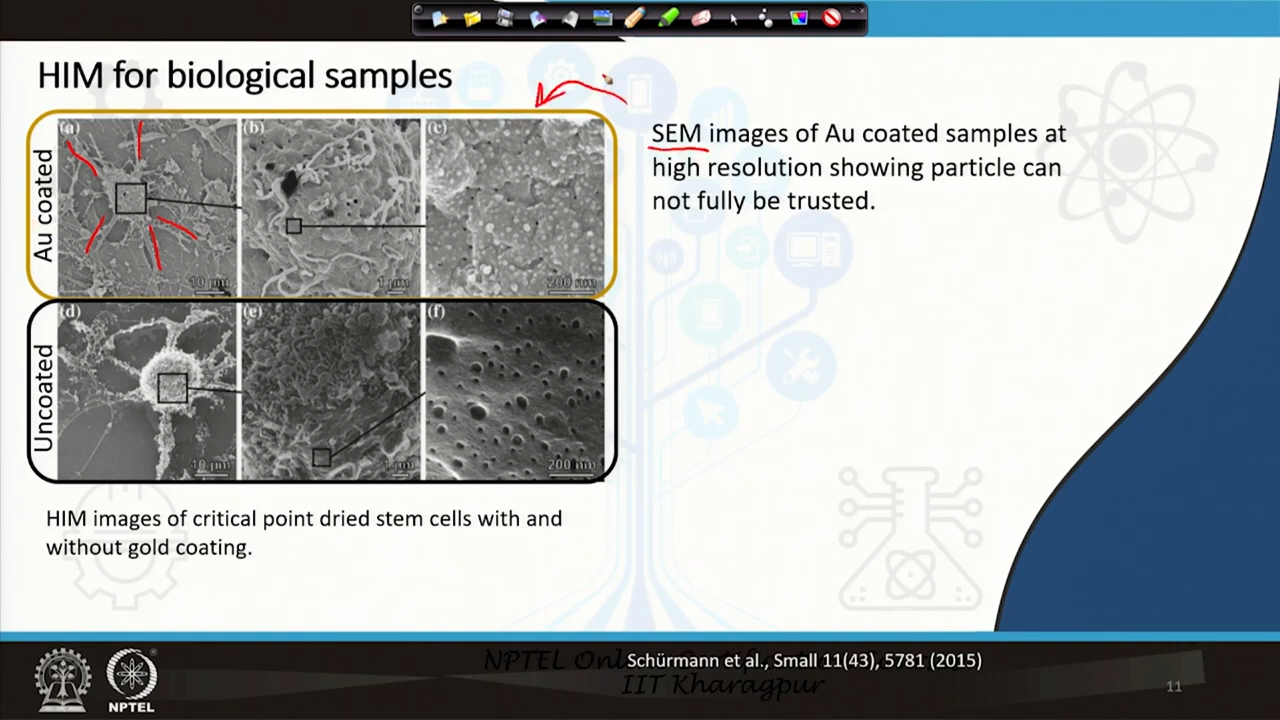 HIM for biological samples
Au coated
(a)
(b)
(c)
10 µm
1 µm
200 nm
Uncoated
(d)
(e)
(f)
10 µm
1 µm
200 nm
SEM images of Au coated samples at
high resolution showing particle can
not fully be trusted.
HIM images of critical point dried stem cells with and
without gold coating.
NPTEL
NPTEL
Schürmann et al., Small 11(43), 5781 (2015)
IIT Kharagpur
11